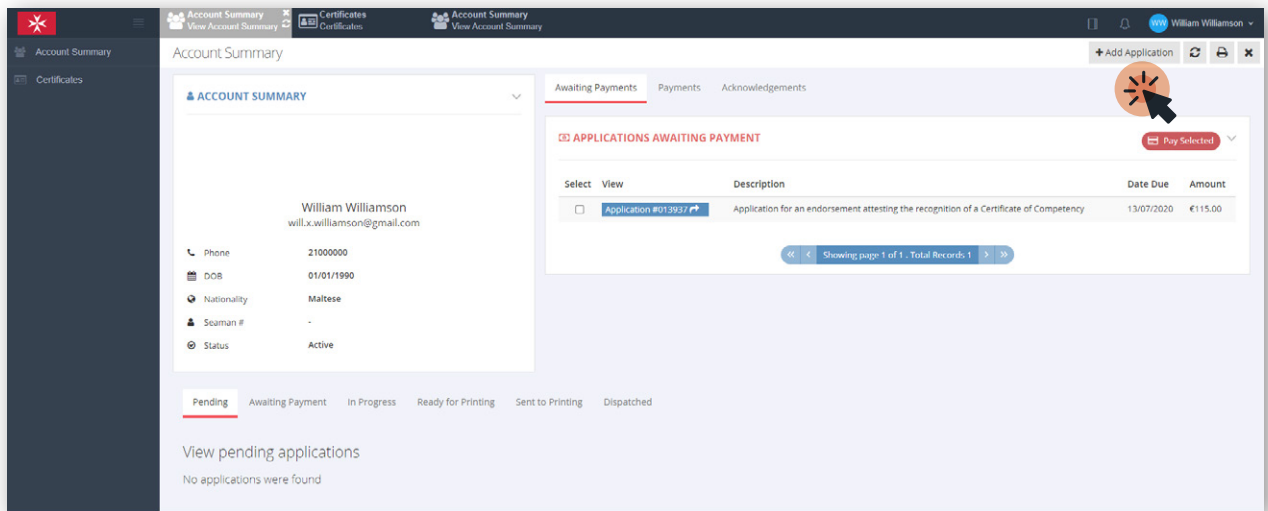 Account Summary
View Account Summary
Certificates
Certificates
Account Summary
View Account Summary
WW William Williamson
Account Summary
Certificates
Account Summary
+ Add Application
ACCOUNT SUMMARY
William Williamson
will.x.williamson@gmail.com
Phone 21000000
DOB 01/01/1990
Nationality Maltese
Seaman # -
Status Active
Awaiting Payments Payments Acknowledgements
APPLICATIONS AWAITING PAYMENT
Pay Selected
Select View Description Date Due Amount
Application #013937 Application for an endorsement attesting the recognition of a Certificate of Competency 13/07/2020 €115.00
« < Showing page 1 of 1 . Total Records 1 > »
Pending Awaiting Payment In Progress Ready for Printing Sent to Printing Dispatched
View pending applications
No applications were found